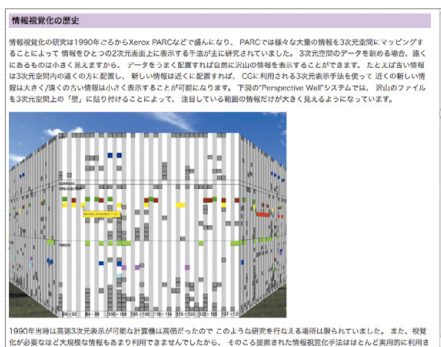 情報視覚化の歴史
情報視覚化の研究は1990年ごろからXerox PARCなどで盛んになり、 PARCでは様々な大量の情報を3次元空間にマッピングす
ることによって 情報をひとつの2次元画面上に表示する手法が主に研究されていました。 3次元空間のデータを眺める場合、遠く
にあるものは小さく見えますから、 データをうまく配置すれば自然に沢山の情報を表示することができます。 たとえば古い情報
は3次元空間内の遠くの方に配置し、 新しい情報は近くに配置すれば、 CGに利用される3次元表示手法を使って 近くの新しい情
報は大きく/遠くの古い情報は小さく表示することが可能になります。 下図の"Perspective Wall"システムでは、 沢山のファイル
を3次元空間上の「壁」に貼り付けることによって、 注目している範囲の情報だけが大きく見えるようになっています。
1990年当時は高速3次元表示が可能な計算機は高価だったので このような研究を行なえる場所は限られていました。 また、視覚
化が必要なほど大規模な情報もあまり利用できませんでしたから、 そのころ提案された情報視覚化手法はほとんど実用的に利用さ